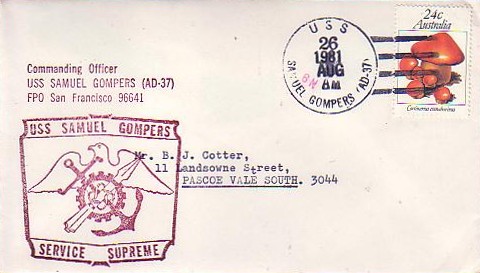 Commanding Officer
USS SAMUEL GOMPERS (AD-37)
FPO San Francisco 96641
USS
26
1981
AUG
AM
SAMUEL GOMPERS (AD-37)
24c
Australia
USS SAMUEL GOMPERS
SERVICE SUPREME
Mr. B. J. Cotter,
11 Landsowne Street,
PASCOE VALE SOUTH. 3044